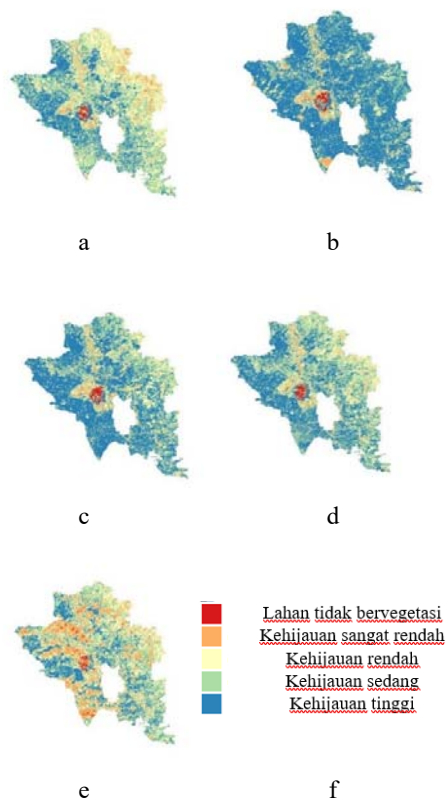 a
b
c
d
Lahan tidak bervegetasi
Kehijauan sangat rendah
Kehijauan rendah
Kehijauan sedang
Kehijauan tinggi
e
f